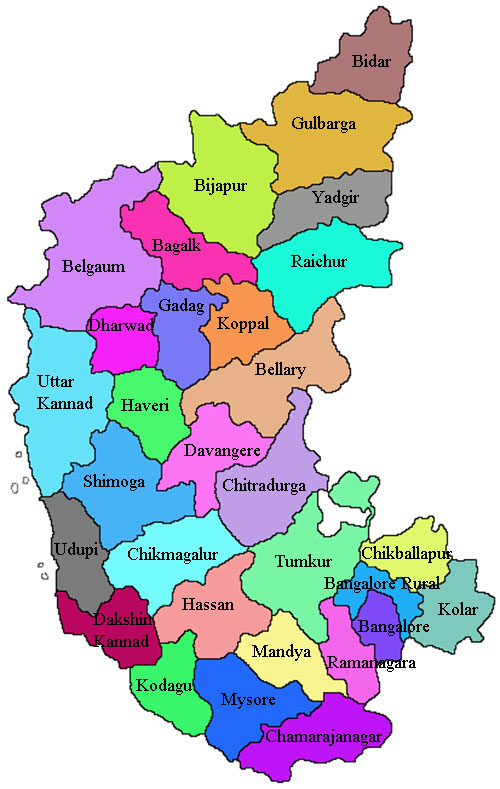 Bidar
Gulbarga
Bijapur
Yadgir
Bagalk
Raichur
Belgaum
Gadag
Koppal
Dharwad
Bellary
Uttar
Kannad
Haveri
Davangere
Shimoga
Chitradurga
Udupi
Chikmagalur
Tumkur
Chikballapur
Bangalore Rural
Hassan
Kolar
Dakshin
Kannad
Bangalore
Mandya
Ramanagara
Kodagu
Mysore
Chamarajanagar